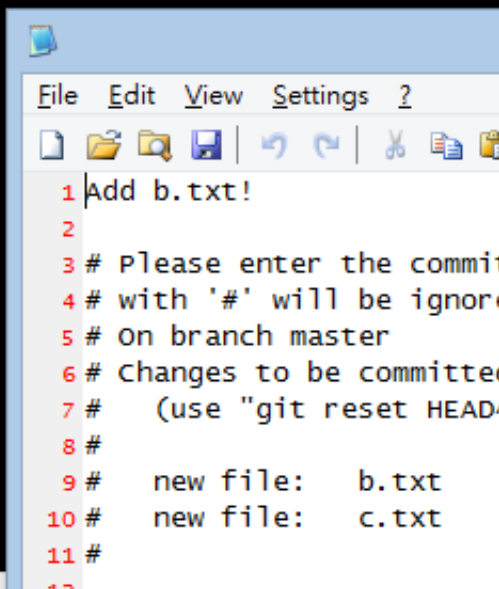 File Edit View Settings ?
1 Add b.txt!
2
3 # Please enter the commit
4 # with '#' will be
5 # On branch master
6 # Changes to be committed
7 #   (use "git reset
8 #
9 #   new file:   b.txt
10 #   new file:   c.txt
11 #